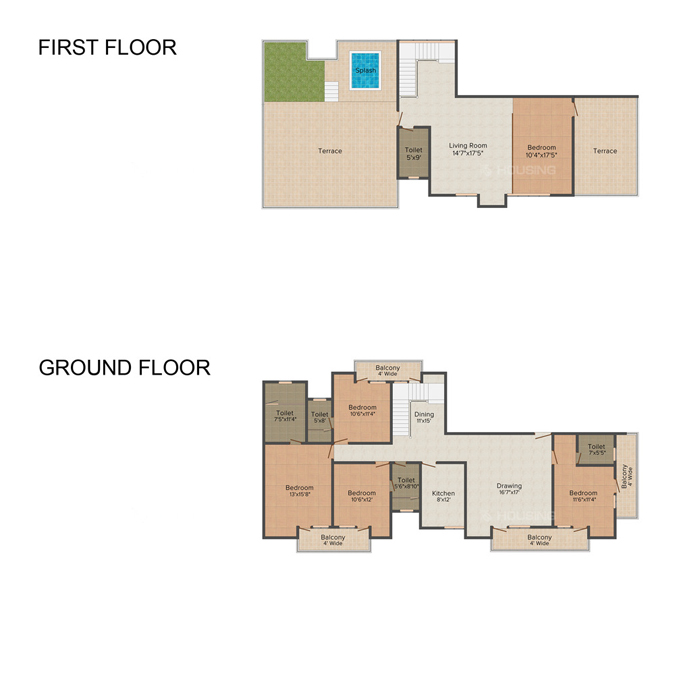 FIRST FLOOR
Splash
Terrace
Toilet
5'x9'
Living Room
14'7"x17'5"
Bedroom
10'4"x17'5"
Terrace
HOUSING
GROUND FLOOR
Balcony
4' Wide
Toilet
7'5"x11'4"
Toilet
5'x8'
Bedroom
10'6"x11'4"
Dining
11'x15'
Bedroom
13'x15'8"
Bedroom
10'6"x12'
Toilet
5'6"x8'10"
Kitchen
8'x12'
Drawing
16'7"x17'
HOUSING
Toilet
7'x5'5"
Bedroom
11'6"x11'4"
Balcony
4' Wide
Balcony
4' Wide
Balcony
4' Wide